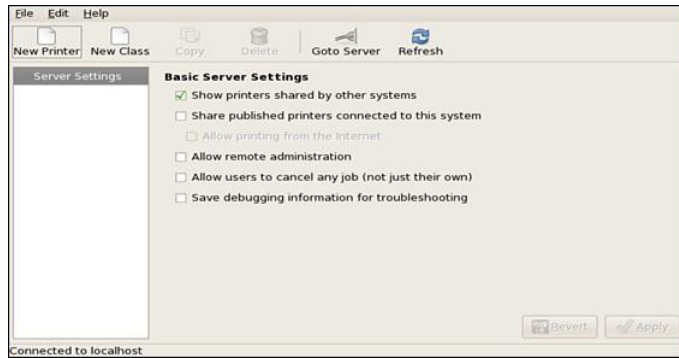 File Edit Help
New Printer New Class Copy Delete Goto Server Refresh
Server Settings
Basic Server Settings
Show printers shared by other systems
Share published printers connected to this system
Allow printing from the Internet
Allow remote administration
Allow users to cancel any job (not just their own)
Save debugging information for troubleshooting
Revert Apply
Connected to localhost